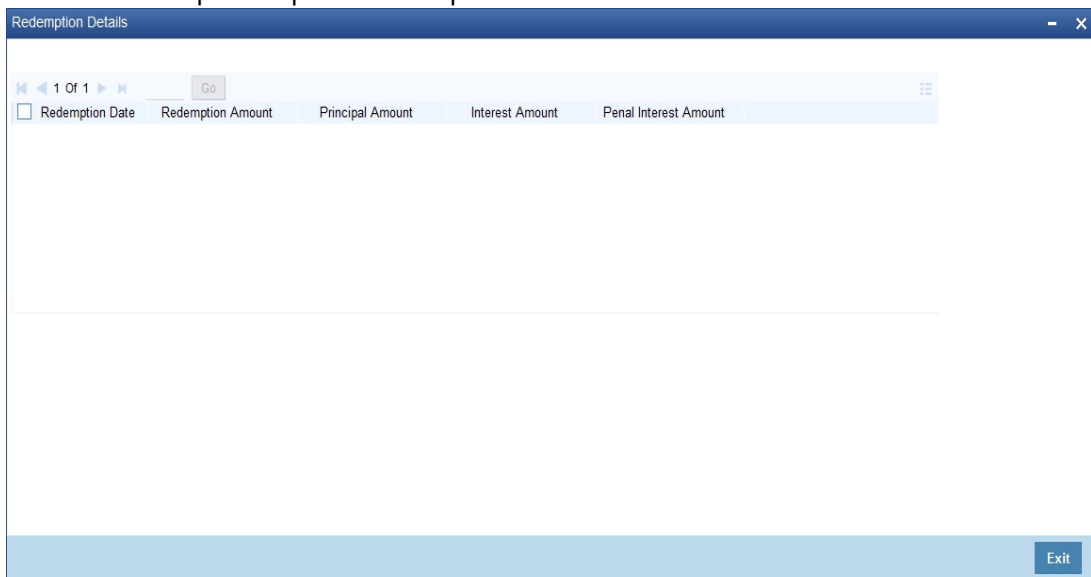 Redemption Details
1 Of 1 Go
Redemption Date Redemption Amount Principal Amount Interest Amount Penal Interest Amount
Exit